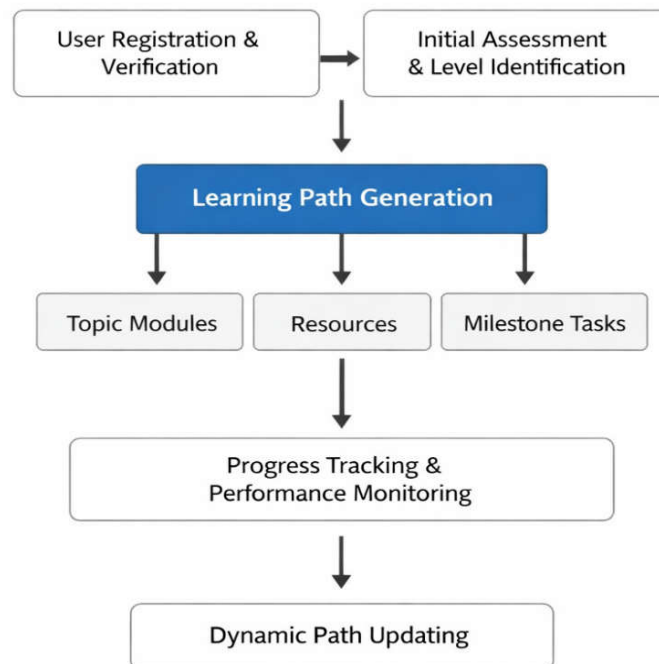 User Registration &
Verification
Initial Assessment
& Level Identification
Learning Path Generation
Topic Modules
Resources
Milestone Tasks
Progress Tracking &
Performance Monitoring
Dynamic Path Updating